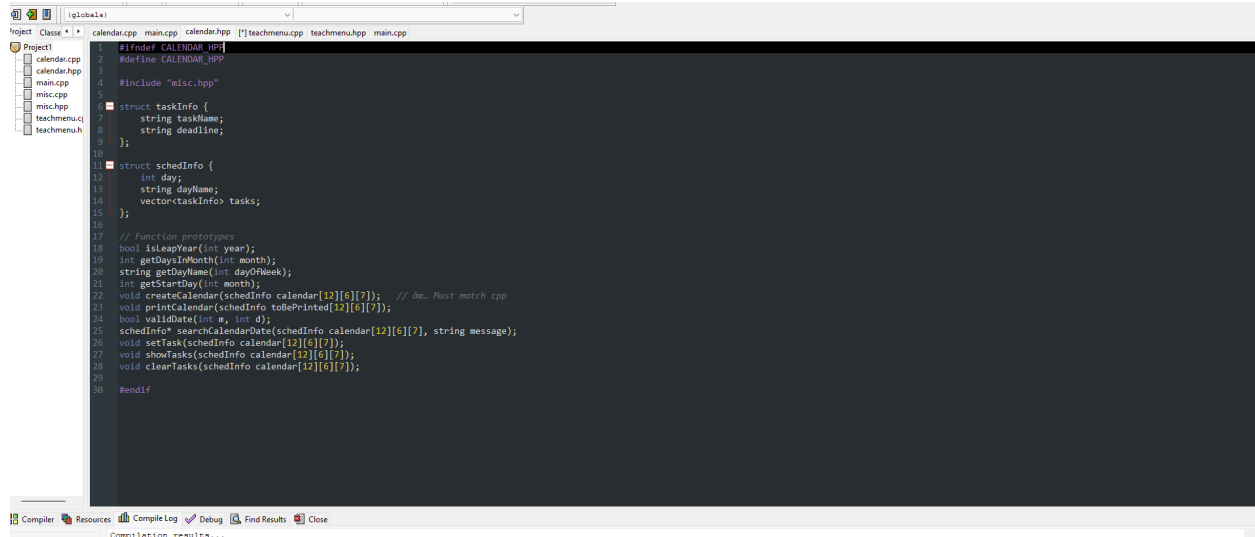 (globals)
Project Classe
calendar.cpp main.cpp calendar.hpp [*] teachmenu.cpp teachmenu.hpp main.cpp
Project1
calendar.cpp
calendar.hpp
main.cpp
misc.cpp
misc.hpp
teachmenu.c
teachmenu.h
1 #ifndef CALENDAR_HPP
2 #define CALENDAR_HPP
3
4 #include "misc.hpp"
5
6 struct taskInfo {
7 string taskName;
8 string deadline;
9 };
10
11 struct schedInfo {
12 int day;
13 string dayName;
14 vector<taskInfo> tasks;
15 };
16
17 // Function prototypes
18 bool isLeapYear(int year);
19 int getDaysInMonth(int month);
20 string getDayName(int dayOfWeek);
21 int getStartDay(int month);
22 void createCalendar(schedInfo calendar[12][6][7]); // âœ… Must match cpp
23 void printCalendar(schedInfo toBePrinted[12][6][7]);
24 bool validDate(int m, int d);
25 schedInfo* searchCalendarDate(schedInfo calendar[12][6][7], string message);
26 void setTask(schedInfo calendar[12][6][7]);
27 void showTasks(schedInfo calendar[12][6][7]);
28 void clearTasks(schedInfo calendar[12][6][7]);
29
30 #endif
Compiler Resources Compile Log Debug Find Results Close
Compilation results...